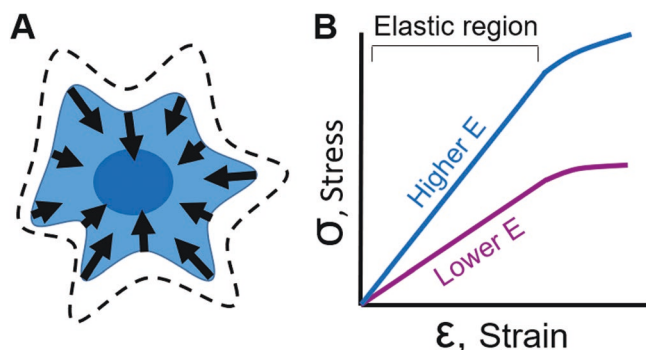 A
B
Elastic region
Higher E
Lower E
σ, Stress
ε, Strain